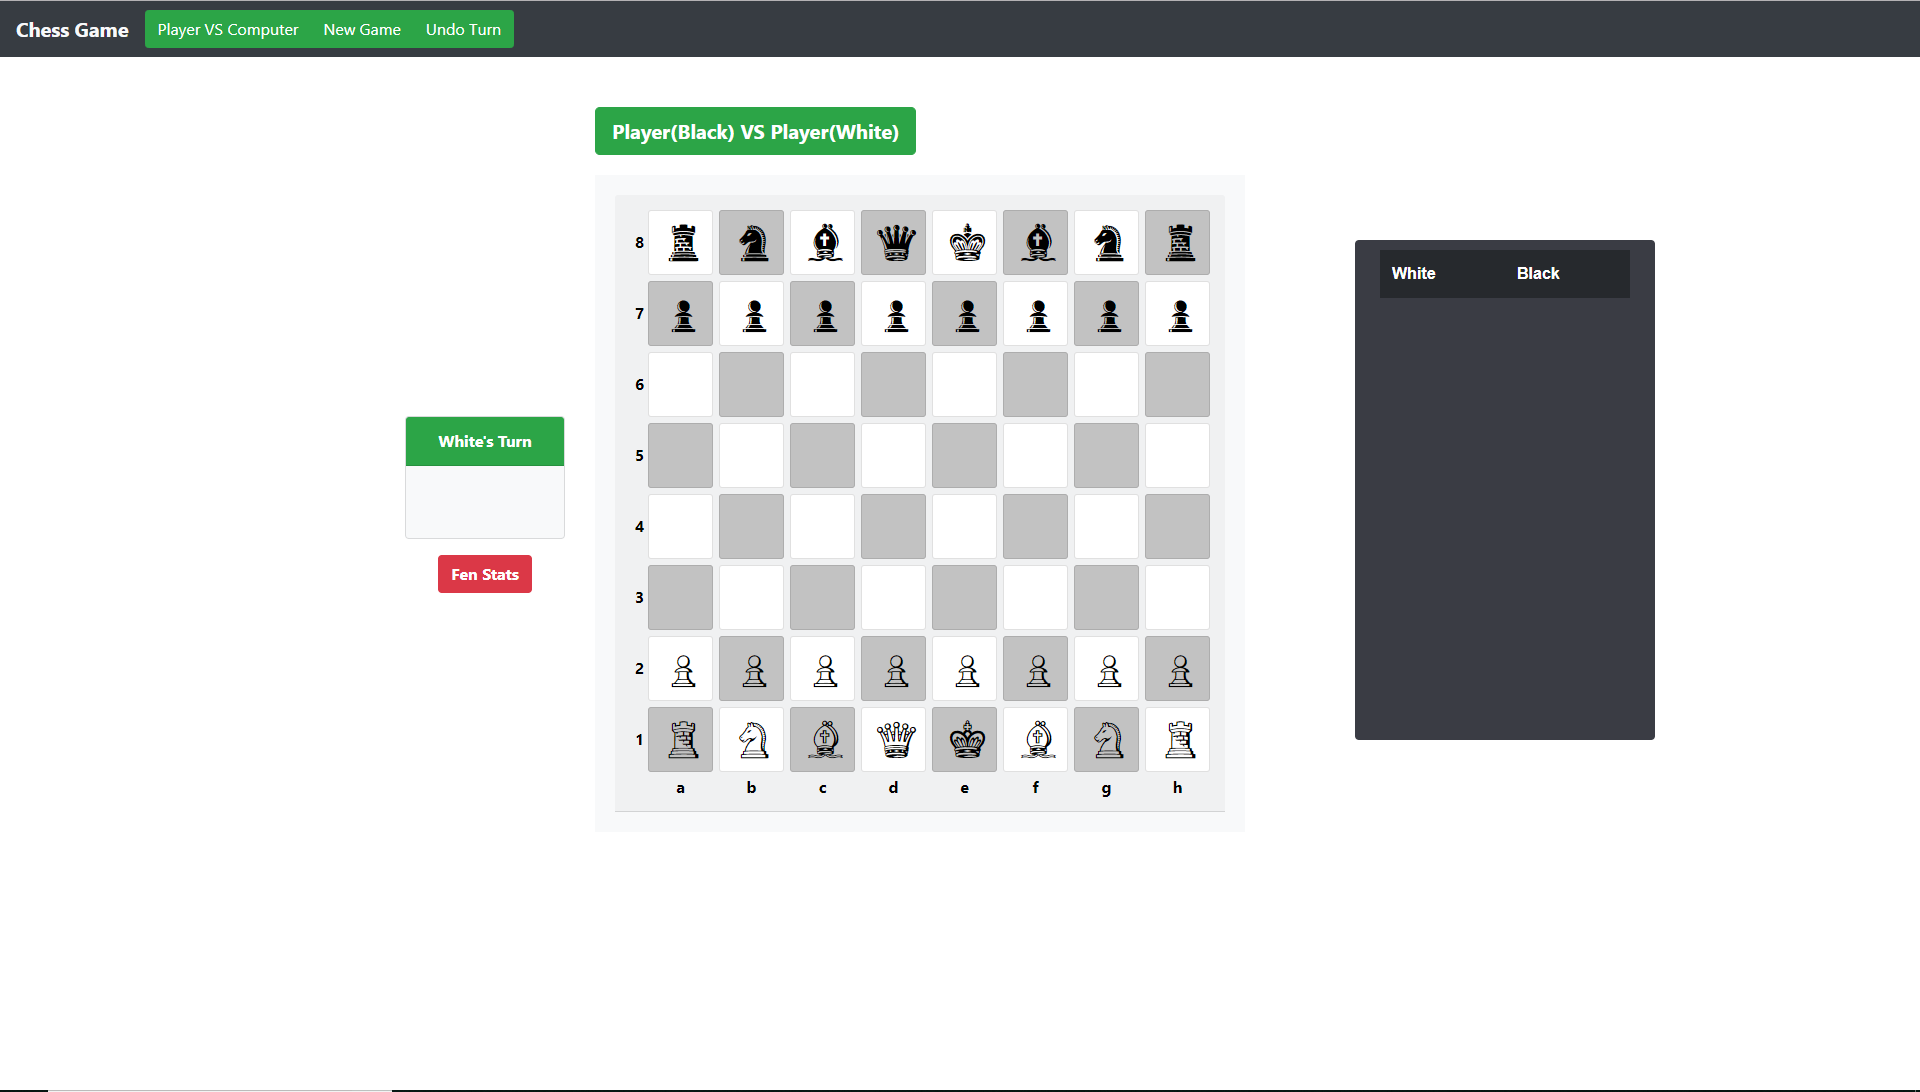 Chess Game Player VS Computer New Game Undo Turn
Player(Black) VS Player(White)
8
7
6
5
4
3
2
1
a b c d e f g h
White's Turn
Fen Stats
White Black